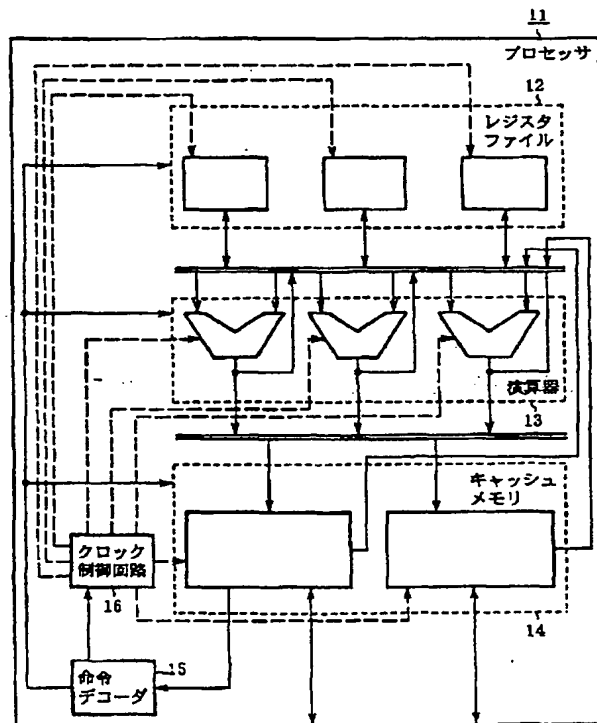 11
プロセッサ
12
レジスタ
ファイル
演算器
13
キャッシュ
メモリ
クロック
制御回路
16
14
15
命令
デコーダ